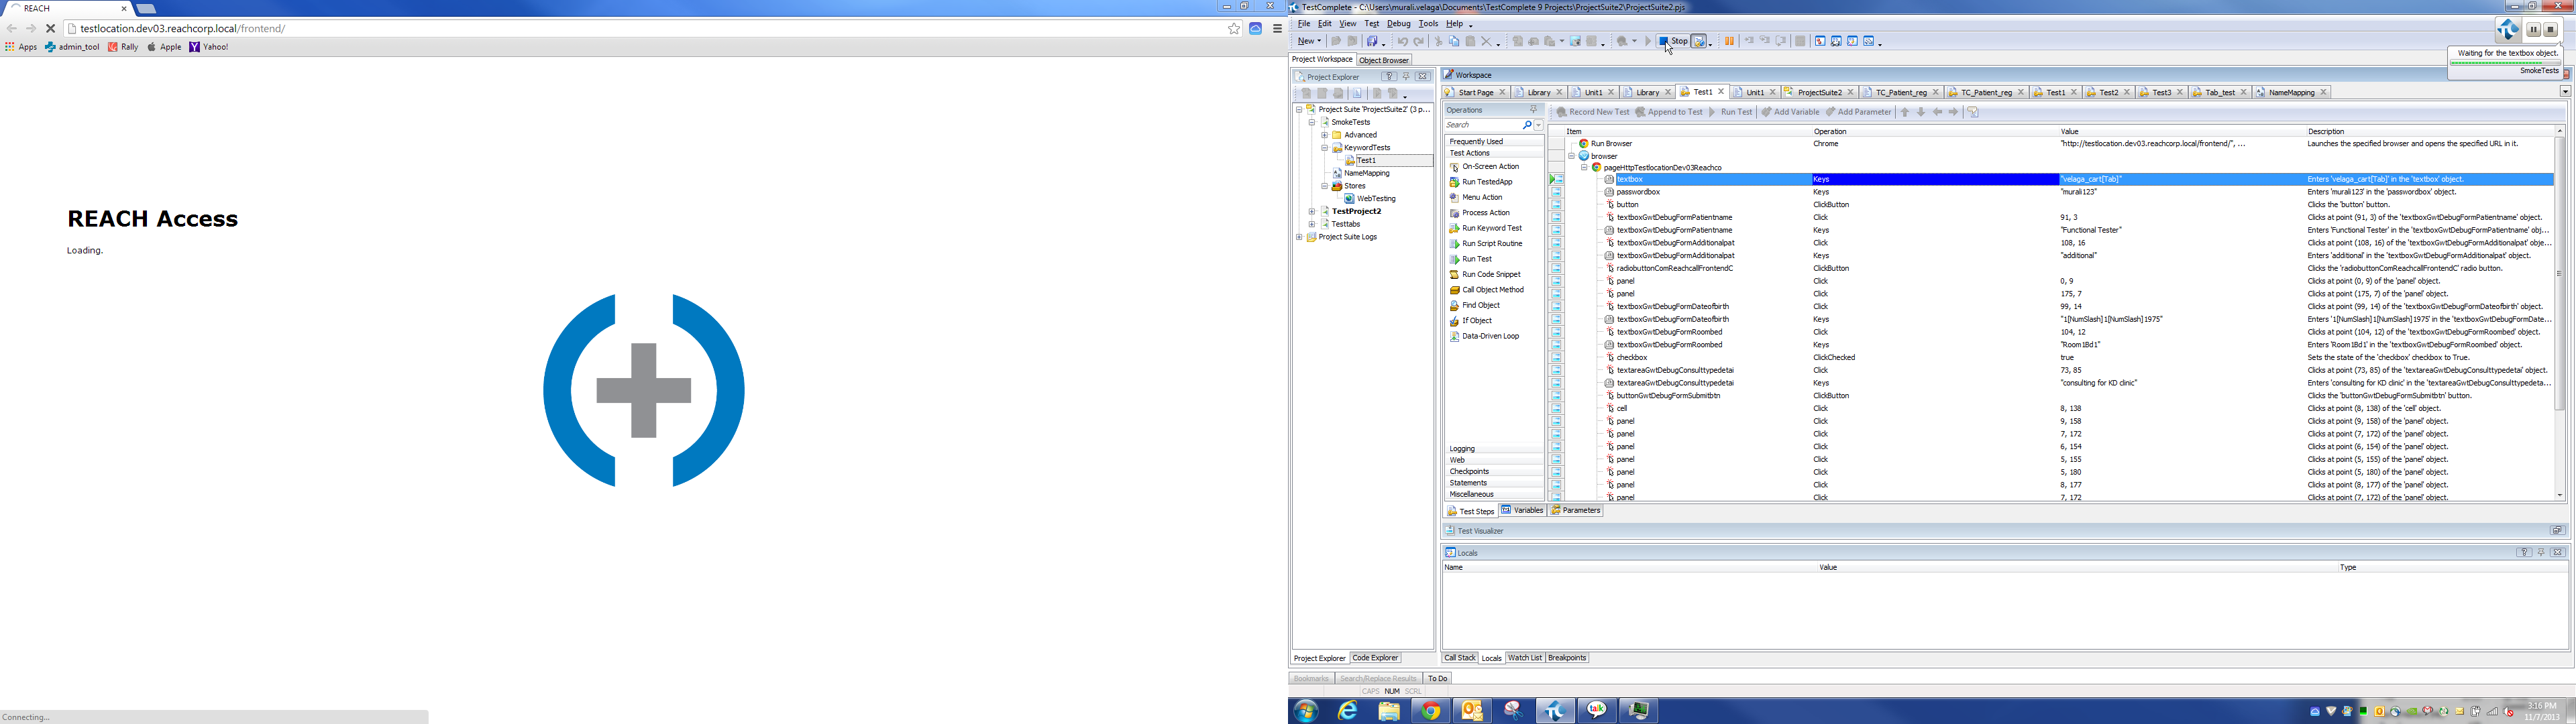 REACH
testlocation.dev03.reachcorp.local/frontend/
Apps admin_tool Rally Apple Yahoo!
REACH Access
Loading.
Connecting...
TestComplete - C:\Users\murali.velaga\Documents\TestComplete 9 Projects\ProjectSuite2\ProjectSuite2.pjs
File Edit View Test Debug Tools Help
New Stop
Waiting for the textbox object.
SmokeTests
Project Workspace Object Browser
Project Explorer
Project Suite 'ProjectSuite2' (3 p...
SmokeTests
Advanced
KeywordTests
Test1
NameMapping
Stores
WebTesting
TestProject2
Testtabs
Project Suite Logs
Project Explorer Code Explorer
Workspace
Start Page Library Unit1 Library Test1 Unit1 ProjectSuite2 TC_Patient_reg TC_Patient_reg Test1 Test2 Test3 Tab_test NameMapping
Operations
Search
Frequently Used
Test Actions
On-Screen Action
Run TestedApp
Menu Action
Process Action
Run Keyword Test
Run Script Routine
Run Test
Run Code Snippet
Call Object Method
Find Object
If Object
Data-Driven Loop
Logging
Web
Checkpoints
Statements
Miscellaneous
Record New Test Append to Test Run Test Add Variable Add Parameter
Item Operation Value Description
Run Browser Chrome "http://testlocation.dev03.reachcorp.local/frontend/", ... Launches the specified browser and opens the specified URL in it.
browser
pageHttpTestlocationDev03Reachco
textbox Keys "velaga_cart[Tab]" Enters 'velaga_cart[Tab]' in the 'textbox' object.
passwordbox Keys "murali123" Enters 'murali123' in the 'passwordbox' object.
button ClickButton Clicks the 'button' button.
textboxGwtDebugFormPatientname Click 91, 3 Clicks at point (91, 3) of the 'textboxGwtDebugFormPatientname' object.
textboxGwtDebugFormPatientname Keys "Functional Tester" Enters 'Functional Tester' in the 'textboxGwtDebugFormPatientname' obj...
textboxGwtDebugFormAdditionalpat Click 108, 16 Clicks at point (108, 16) of the 'textboxGwtDebugFormAdditionalpat' obje...
textboxGwtDebugFormAdditionalpat Keys "additional" Enters 'additional' in the 'textboxGwtDebugFormAdditionalpat' object.
radiobuttonComReachcallFrontendC ClickButton Clicks the 'radiobuttonComReachcallFrontendC' radio button.
panel Click 0, 9 Clicks at point (0, 9) of the 'panel' object.
panel Click 175, 7 Clicks at point (175, 7) of the 'panel' object.
textboxGwtDebugFormDateofbirth Click 99, 14 Clicks at point (99, 14) of the 'textboxGwtDebugFormDateofbirth' object.
textboxGwtDebugFormDateofbirth Keys "1[NumSlash]1[NumSlash]1975" Enters '1[NumSlash]1[NumSlash]1975' in the 'textboxGwtDebugFormDate...
textboxGwtDebugFormRoombed Click 104, 12 Clicks at point (104, 12) of the 'textboxGwtDebugFormRoombed' object.
textboxGwtDebugFormRoombed Keys "Room1Bd1" Enters 'Room1Bd1' in the 'textboxGwtDebugFormRoombed' object.
checkbox ClickChecked true Sets the state of the 'checkbox' checkbox to True.
textareaGwtDebugConsulttypedetai Click 73, 85 Clicks at point (73, 85) of the 'textareaGwtDebugConsulttypedetai' object.
textareaGwtDebugConsulttypedetai Keys "consulting for KD clinic" Enters 'consulting for KD clinic' in the 'textareaGwtDebugConsulttypedeta...
buttonGwtDebugFormSubmitbtn ClickButton Clicks the 'buttonGwtDebugFormSubmitbtn' button.
cell Click 8, 138 Clicks at point (8, 138) of the 'cell' object.
panel Click 9, 158 Clicks at point (9, 158) of the 'panel' object.
panel Click 7, 172 Clicks at point (7, 172) of the 'panel' object.
panel Click 6, 154 Clicks at point (6, 154) of the 'panel' object.
panel Click 5, 155 Clicks at point (5, 155) of the 'panel' object.
panel Click 5, 180 Clicks at point (5, 180) of the 'panel' object.
panel Click 8, 177 Clicks at point (8, 177) of the 'panel' object.
panel Click 7, 172 Clicks at point (7, 172) of the 'panel' object.
Test Steps Variables Parameters
Test Visualizer
Locals
Name Value Type
Call Stack Locals Watch List Breakpoints
Bookmarks Search/Replace Results To Do
CAPS NUM SCRL
talk
3:16 PM
11/7/2013